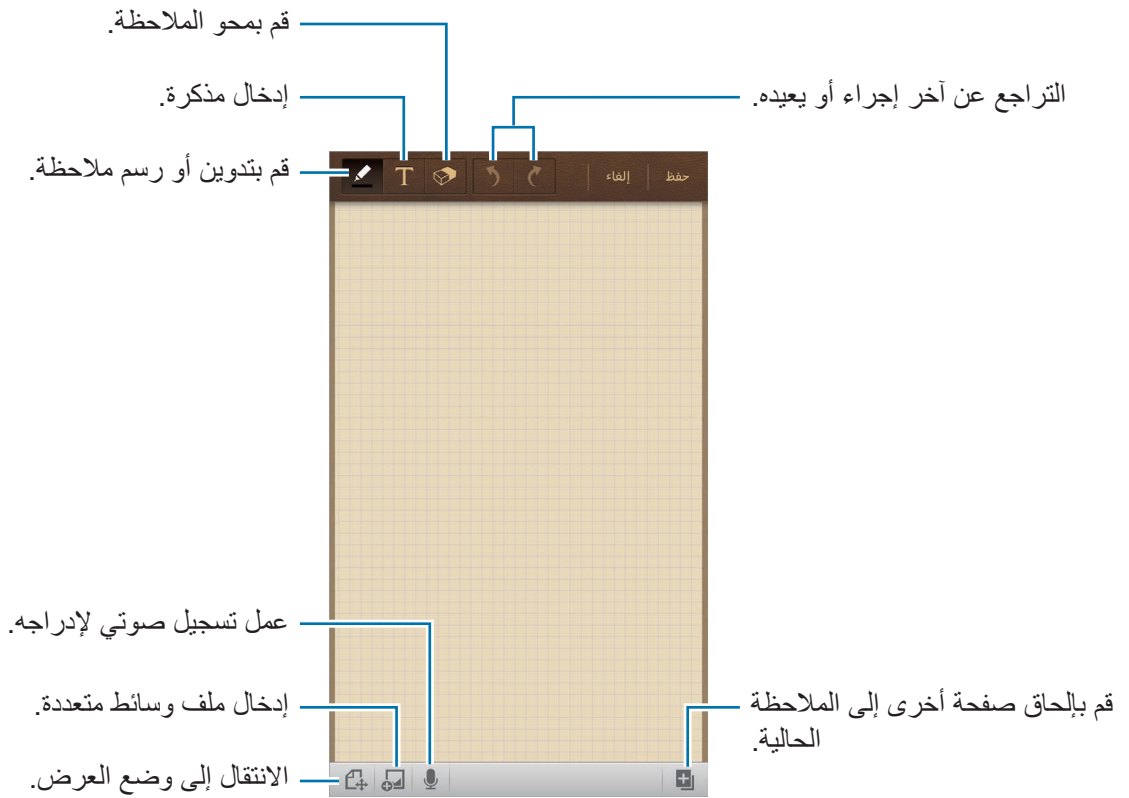 قم بمحو الملاحظة.
إدخال مذكرة.
التراجع عن آخر إجراء أو يعيده.
قم بتدوين أو رسم ملاحظة.
T
إلغاء
حفظ
عمل تسجيل صوتي لإدراجه.
إدخال ملف وسائط متعددة.
قم بإلحاق صفحة أخرى إلى الملاحظة
الحالية.
الانتقال إلى وضع العرض.